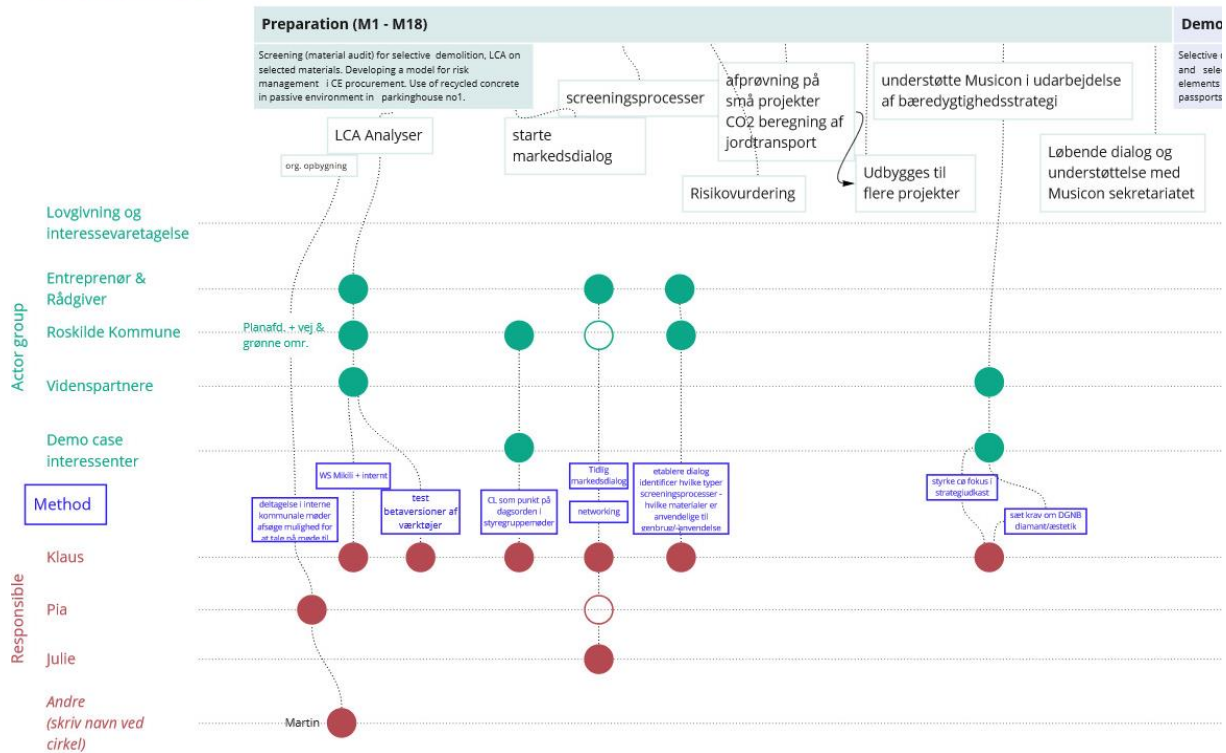 Preparation (M1 - M18)
Demo
Screening (material audit) for selective demolition, LCA on
selected materials. Developing a model for risk
management i CE procurement. Use of recycled concrete
in passive environment in parkinghouse no1.
Selective
and selec
elements
passports
LCA Analyser
org. opbygning
starte
markedsdialog
screeningsprocesser
afprøvning på
små projekter
CO2 beregning af
jordtransport
Risikovurdering
Udbygges til
flere projekter
understøtte Musicon i udarbejdelse
af bæredygtighedsstrategi
Løbende dialog og
understøttelse med
Musicon sekretariatet
Actor group
Lovgivning og
interessevaretagelse
Entreprenør &
Rådgiver
Roskilde Kommune
Planafd. + vej &
grønne omr.
Videnspartnere
Demo case
interessenter
Method
deltagelse i interne
kommunale møder
afsøge mulighed for
at tale på møde til
WS Mikili + internt
test
betaversioner af
værktøjer
CL som punkt på
dagsorden i
styregruppemøder
Tidlig
markedsdialog
networking
etablere dialog
identificer hvilke typer
screeningsprocesser -
hvilke materialer er
anvendelige til
genbrug/-anvendelse
styrke cø fokus i
strategiudkast
sæt krav om DGNB
diamant/æstetik
Responsible
Klaus
Pia
Julie
Andre
(skriv navn ved
cirkel)
Martin